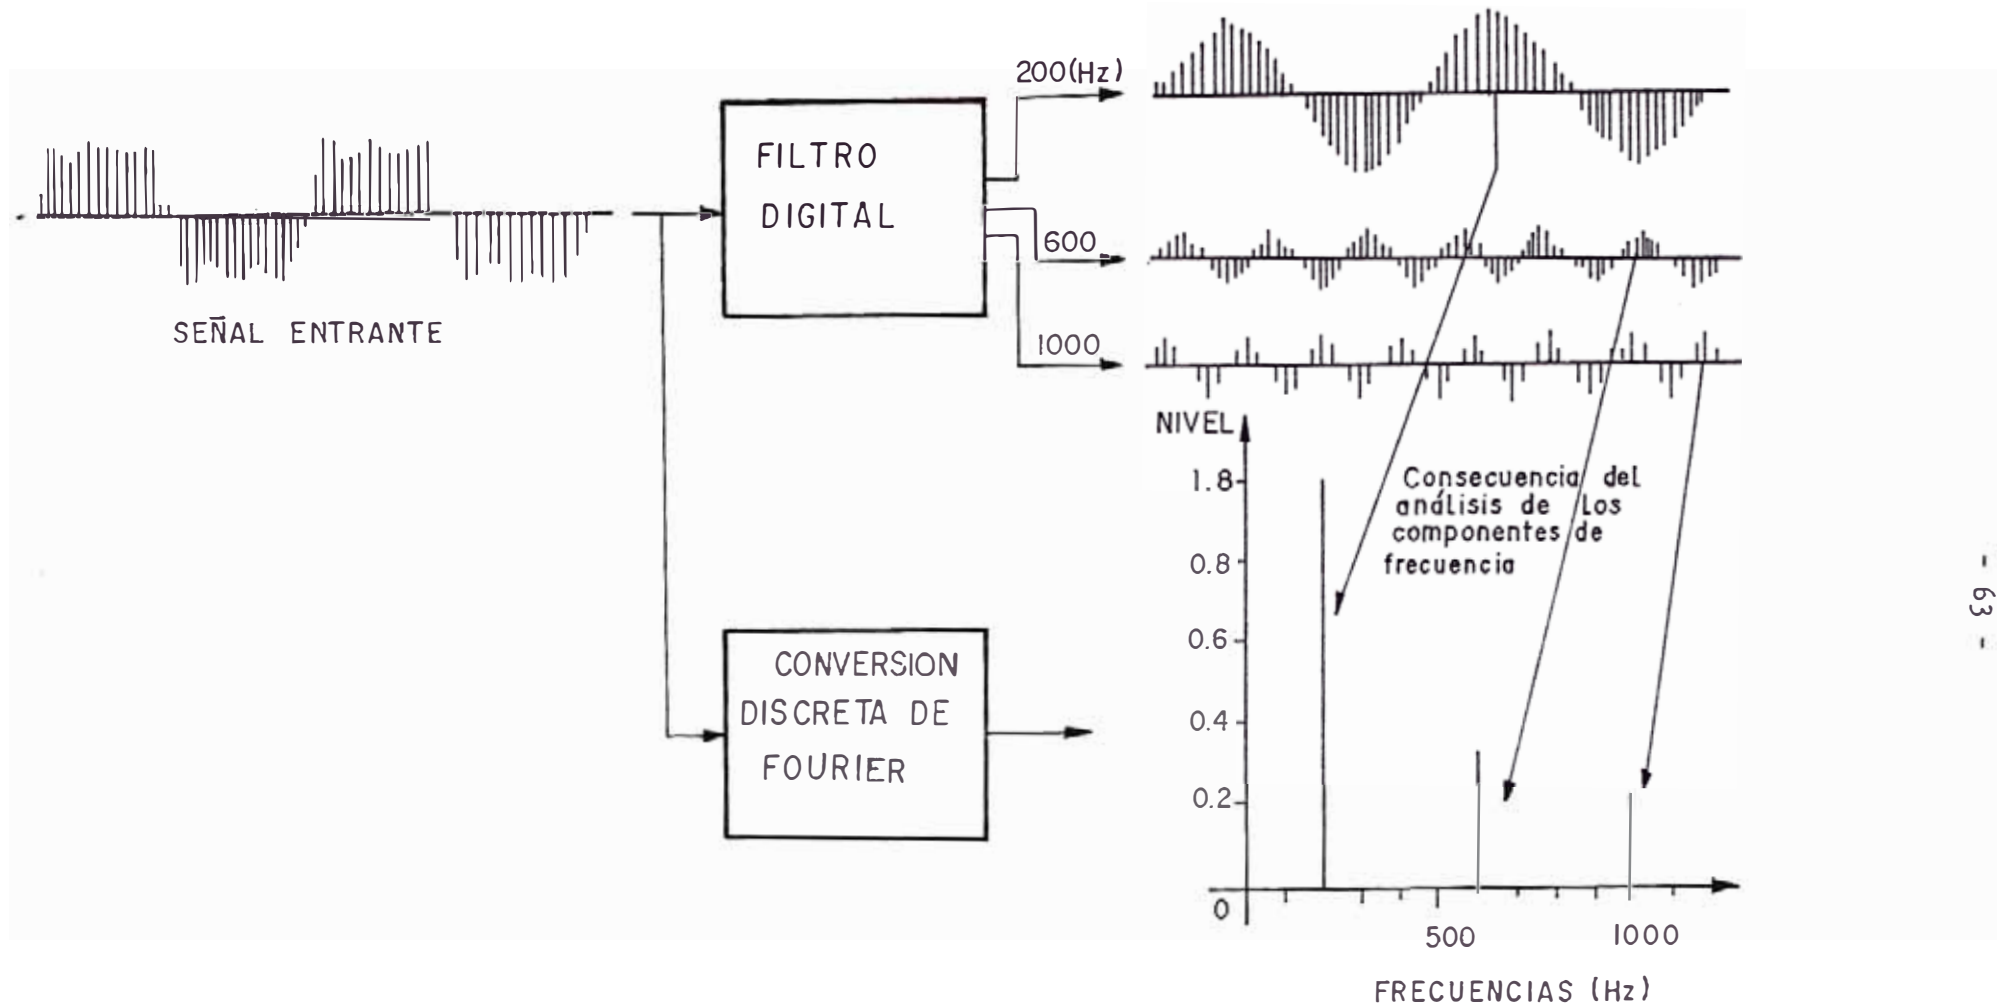 200(Hz)
FILTRO
DIGITAL
600
1000
SEÑAL ENTRANTE
NIVEL
1.8
0.8
0.6
0.4
0.2
0
Consecuencia del
análisis de los
componentes de
frecuencia
CONVERSION
DISCRETA DE
FOURIER
500
1000
FRECUENCIAS (Hz)
- 63 -